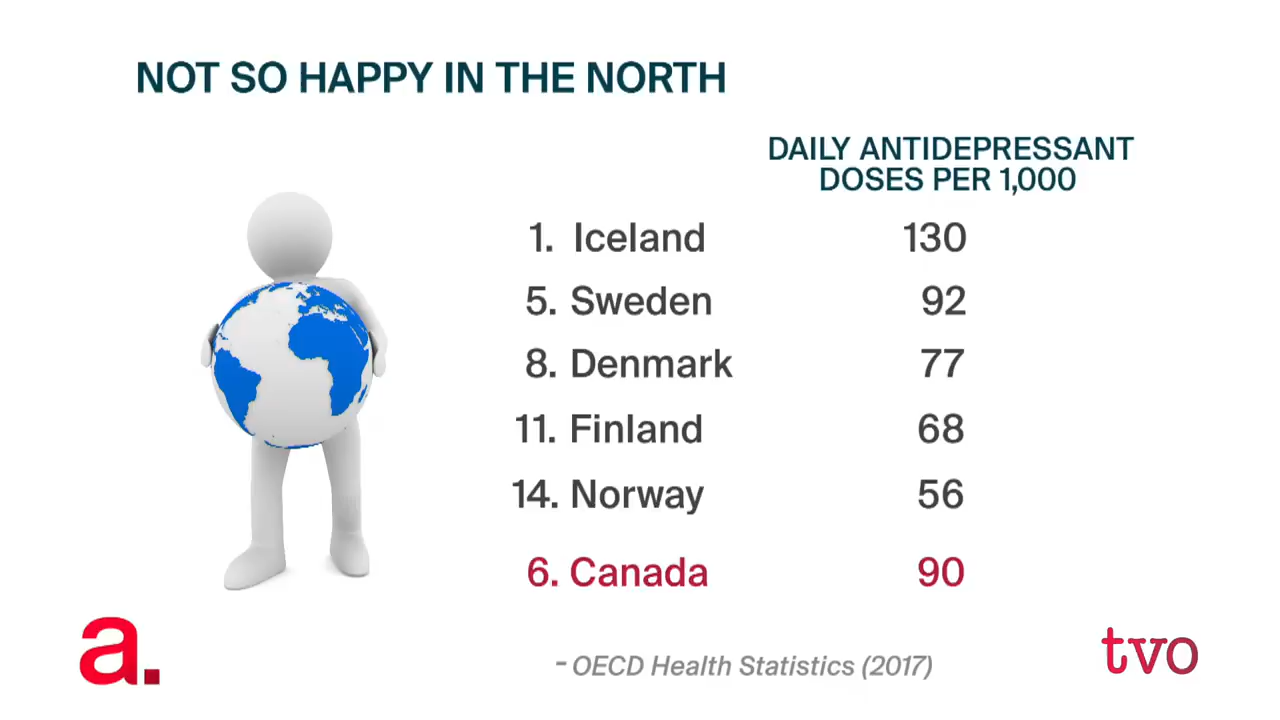 NOT SO HAPPY IN THE NORTH
DAILY ANTIDEPRESSANT
DOSES PER 1,000
1. Iceland 130
5. Sweden 92
8. Denmark 77
11. Finland 68
14. Norway 56
6. Canada 90
a.
- OECD Health Statistics (2017)
tvo